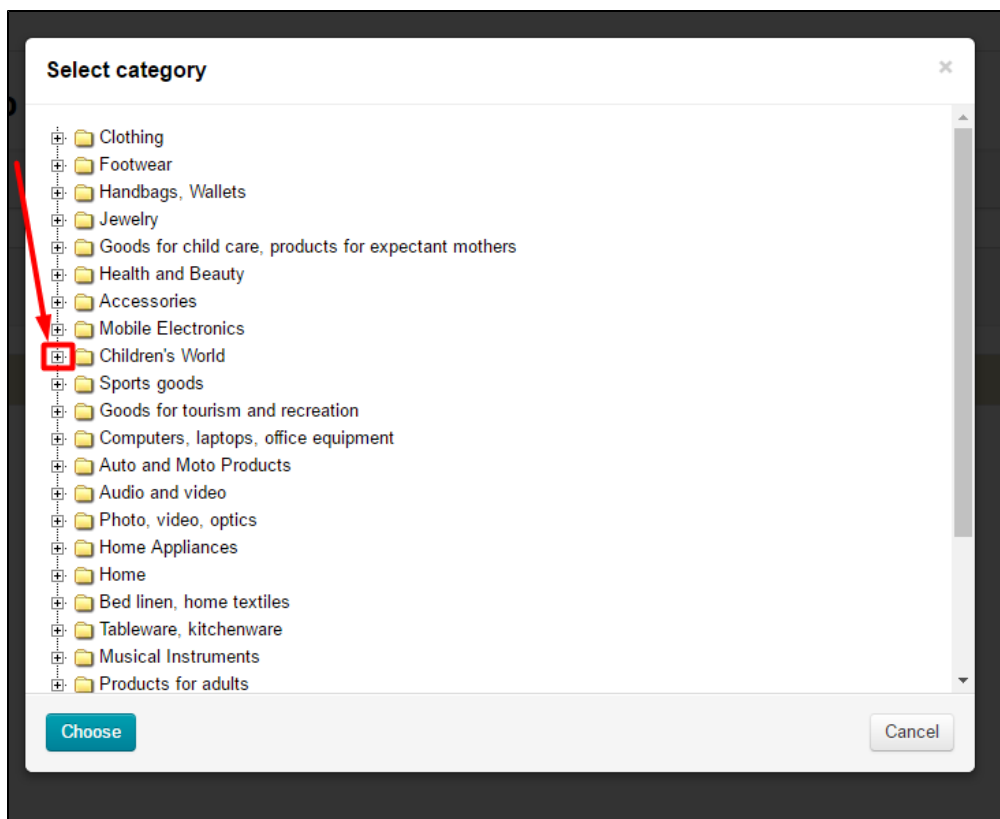 Select category
×
Clothing
Footwear
Handbags, Wallets
Jewelry
Goods for child care, products for expectant mothers
Health and Beauty
Accessories
Mobile Electronics
Children's World
Sports goods
Goods for tourism and recreation
Computers, laptops, office equipment
Auto and Moto Products
Audio and video
Photo, video, optics
Home Appliances
Home
Bed linen, home textiles
Tableware, kitchenware
Musical Instruments
Products for adults
Choose
Cancel